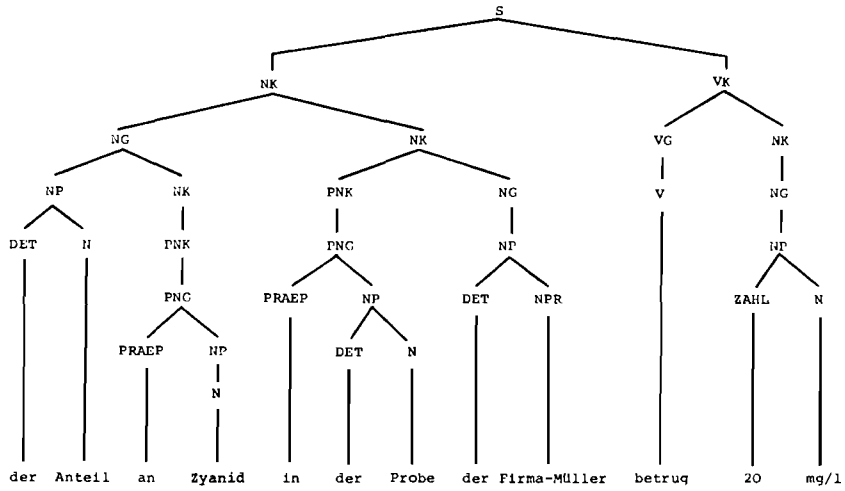 S
NK VK
NG NK VG NK
NP NK PNK NG V NG
DET N PNK PNG NP NP
PNG PRAEP NP DET NPR ZAHL N
PRAEP NP DET N
N
der Anteil an Zyanid in der Probe der Firma-Müller betrug 20 mg/l